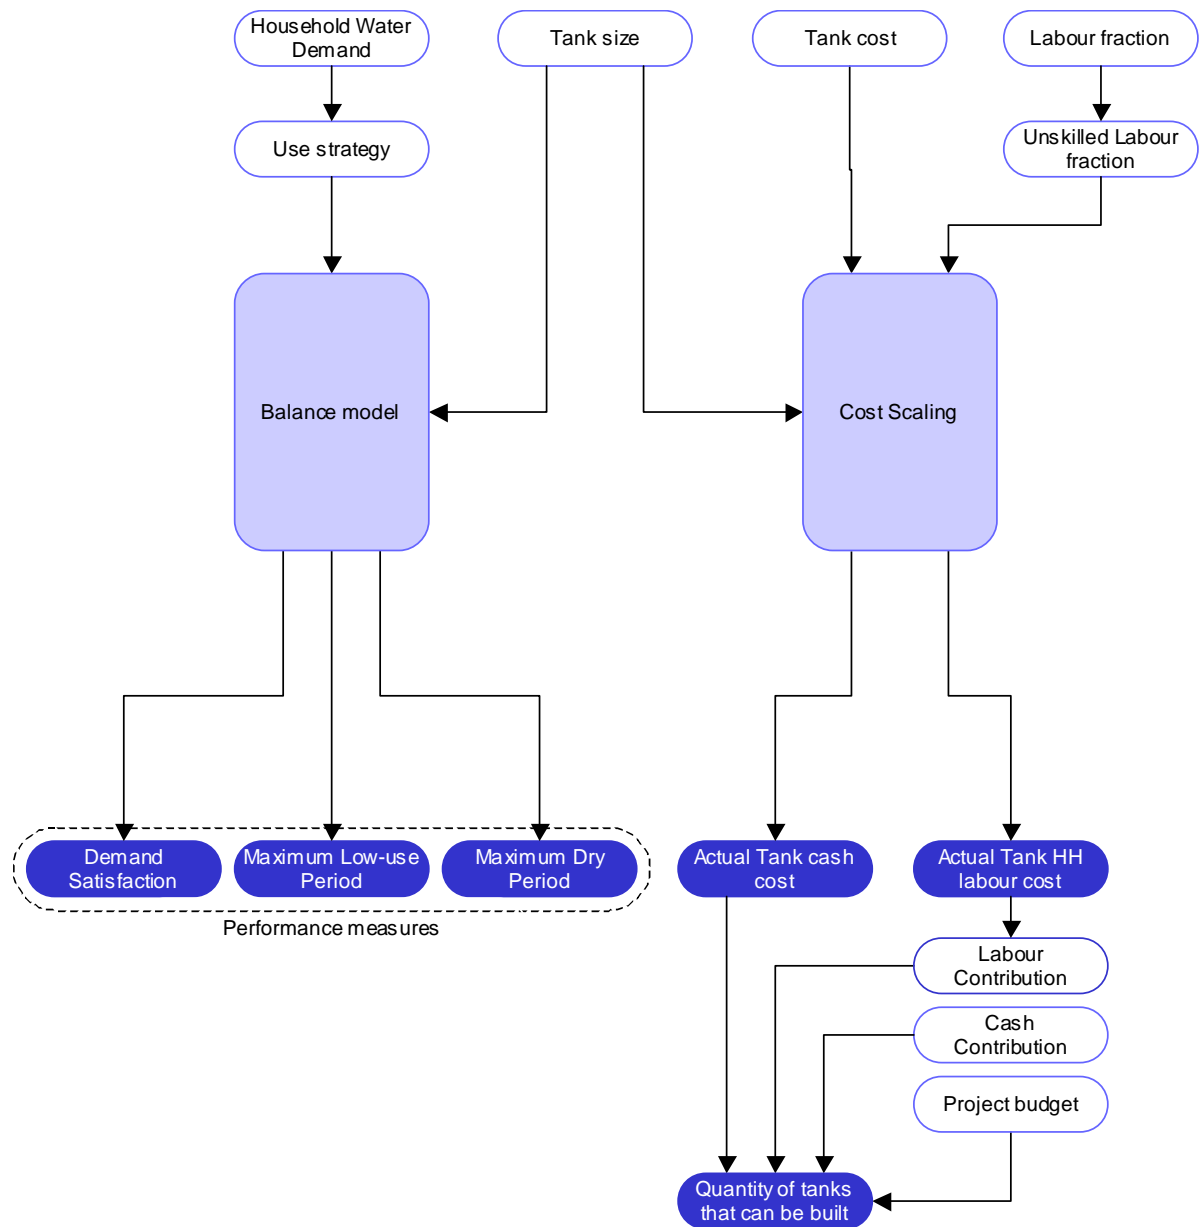 Household Water
Demand
Tank size
Tank cost
Labour fraction
Use strategy
Unskilled Labour
fraction
Balance model
Cost Scaling
Demand
Satisfaction
Maximum Low-use
Period
Maximum Dry
Period
Actual Tank cash
cost
Actual Tank HH
labour cost
Performance measures
Labour
Contribution
Cash
Contribution
Project budget
Quantity of tanks
that can be built